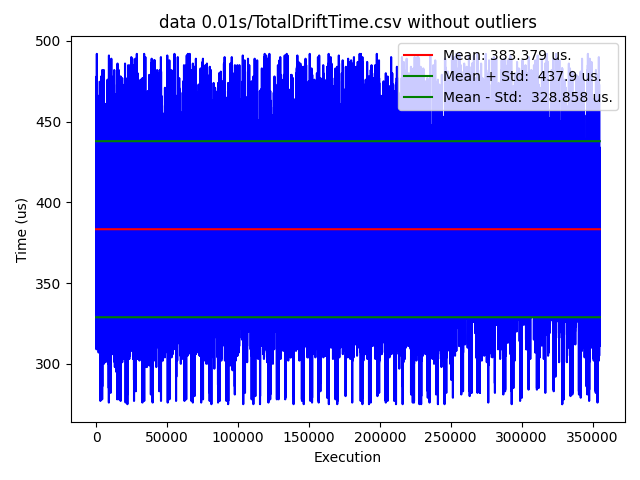 data 0.01s/TotalDriftTime.csv without outliers
Mean: 383.379 us.
Mean + Std:  437.9 us.
Mean - Std:  328.858 us.
Time (us)
500
450
400
350
300
0 50000 100000 150000 200000 250000 300000 350000
Execution